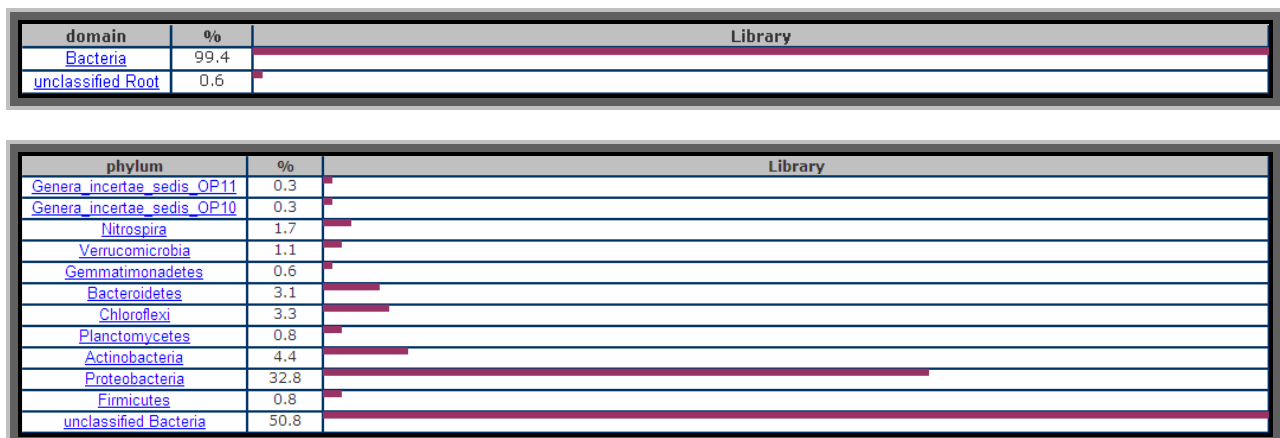 domain % Library
Bacteria 99.4
unclassified Root 0.6
phylum % Library
Genera_incertae_sedis_OP11 0.3
Genera_incertae_sedis_OP10 0.3
Nitrospira 1.7
Verrucomicrobia 1.1
Gemmatimonadetes 0.6
Bacteroidetes 3.1
Chloroflexi 3.3
Planctomycetes 0.8
Actinobacteria 4.4
Proteobacteria 32.8
Firmicutes 0.8
unclassified Bacteria 50.8